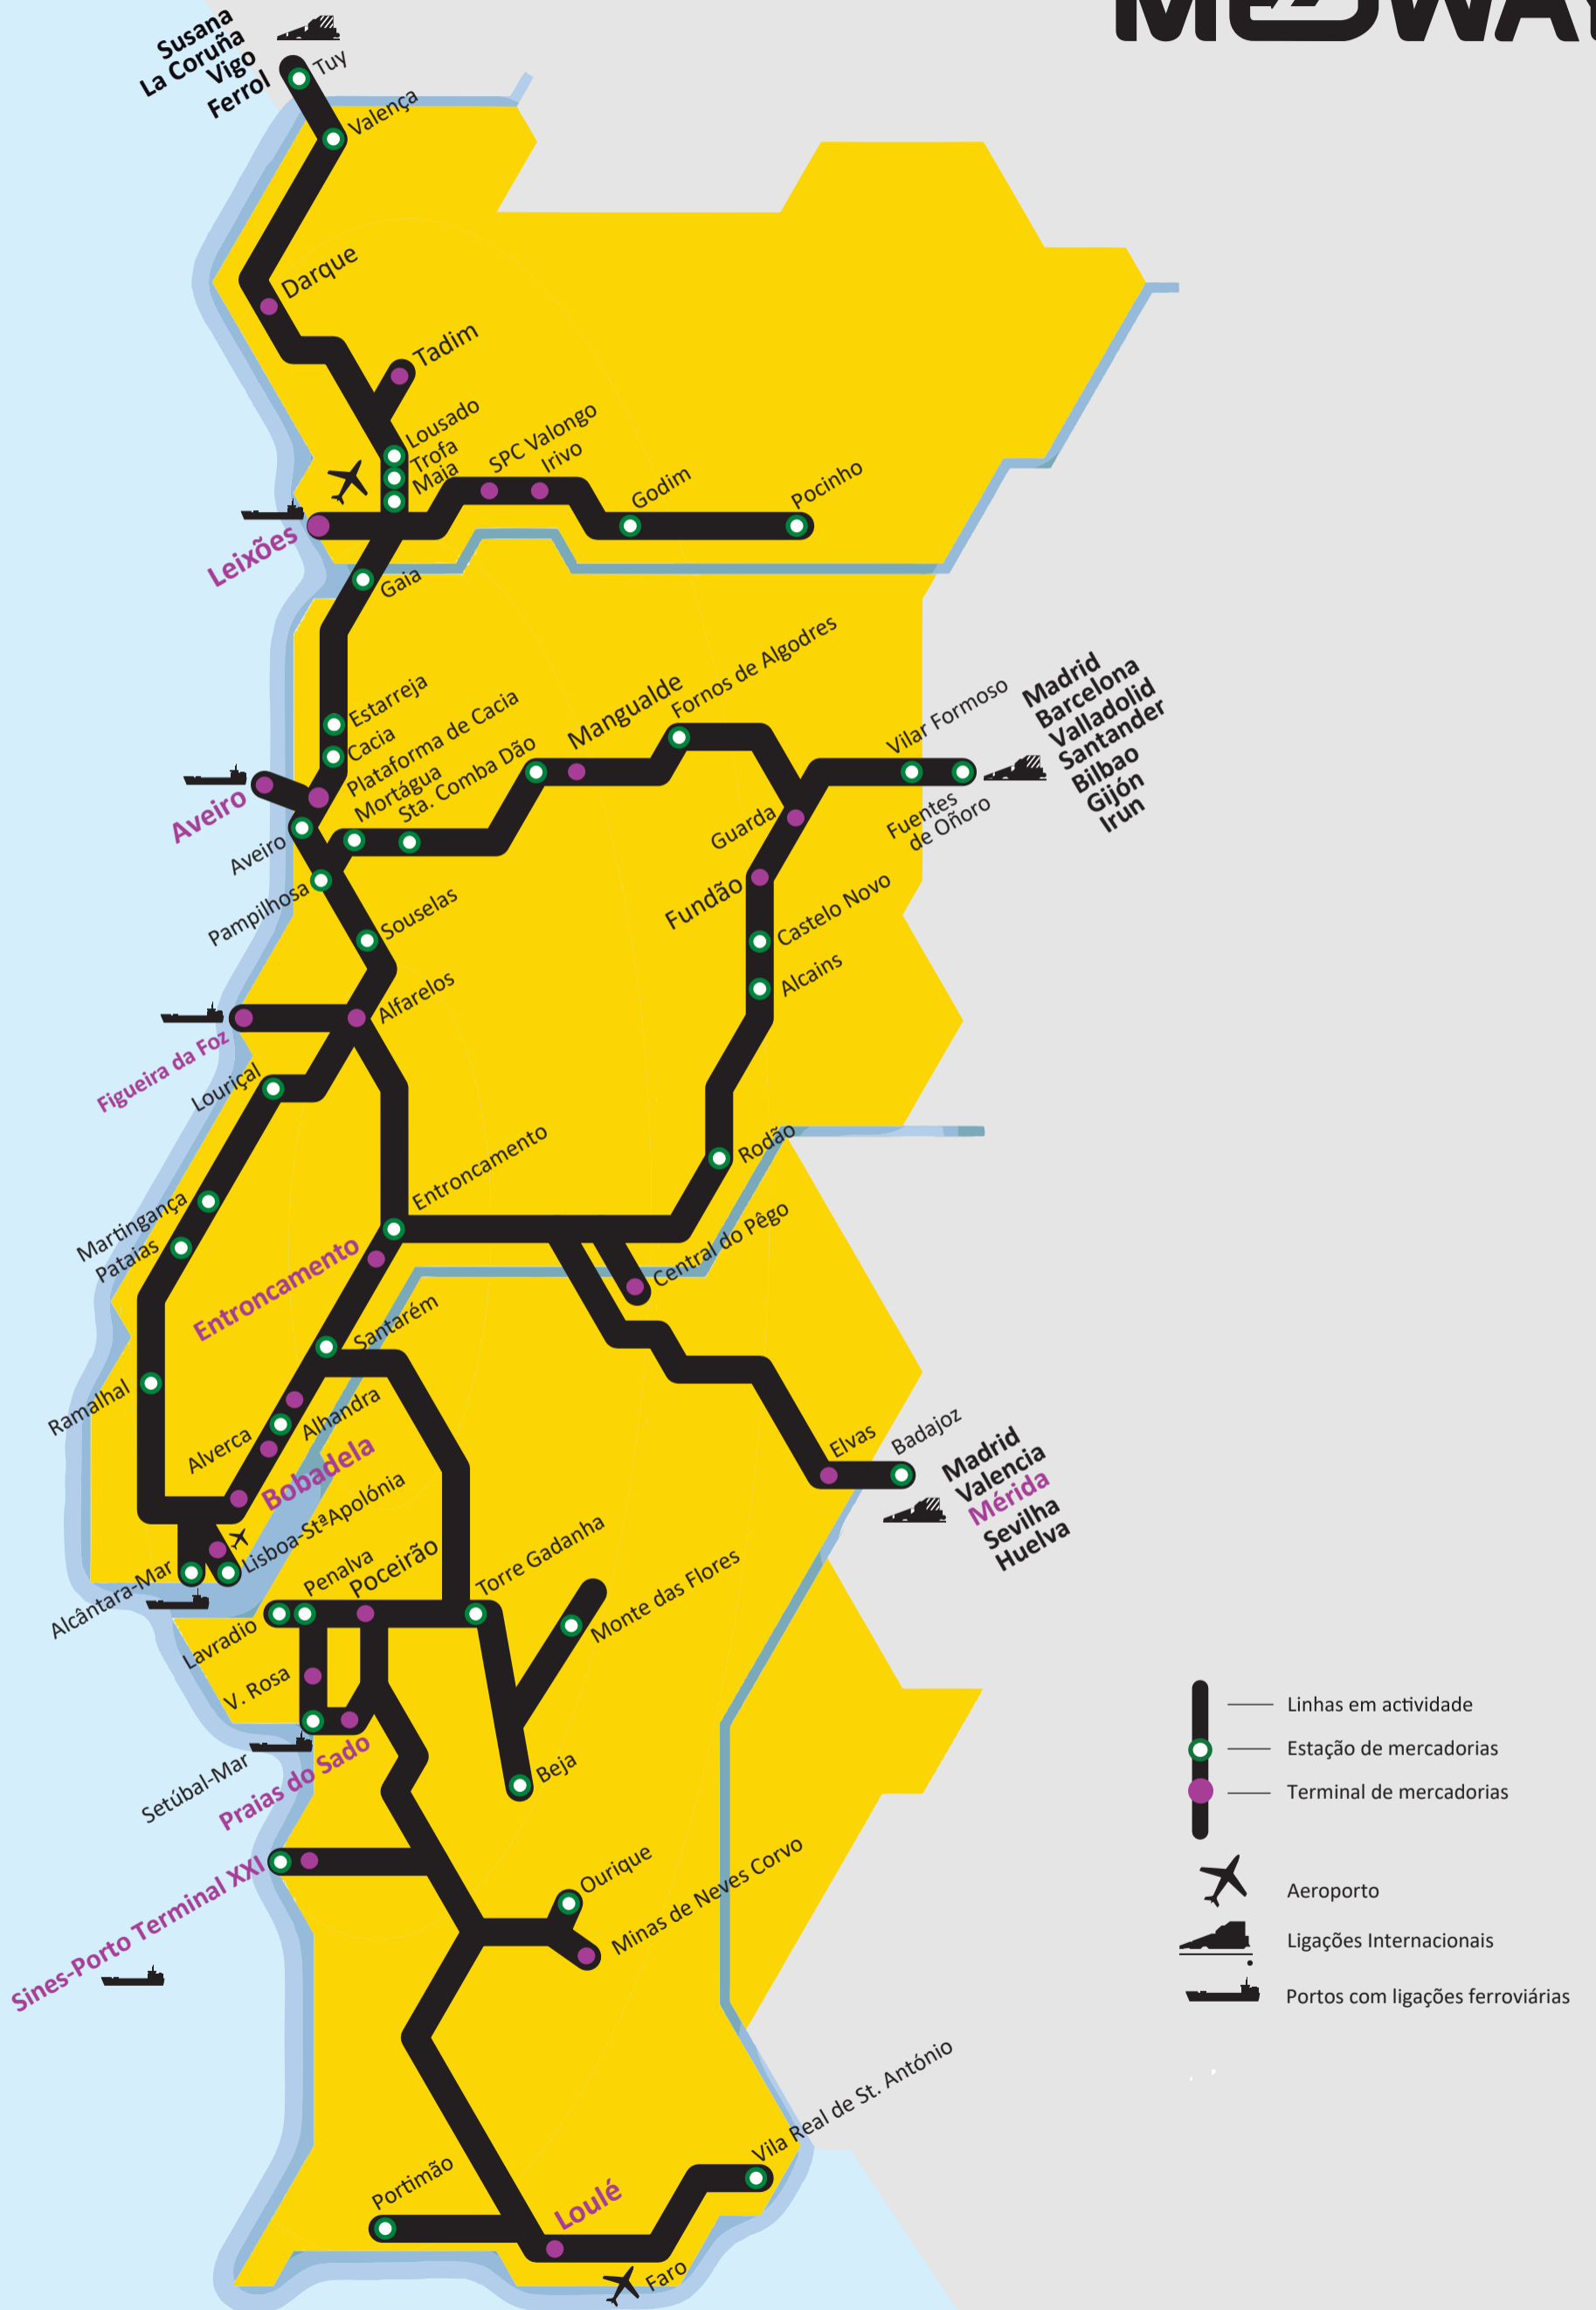 MEDWAY
Susana
La Coruña
Vigo
Ferrol
Tuy
Valença
Darque
Tadim
Lousado
Trofa
Maia
SPC Valongo
Irivo
Godim
Pocinho
Leixões
Gaia
Estarreja
Cacia
Plataforma de Cacia
Mortágua
Sta. Comba Dão
Mangualde
Fornos de Algodres
Vilar Formoso
Madrid
Barcelona
Valladolid
Santander
Bilbao
Gijón
Irun
Fuentes
de Oñoro
Aveiro
Aveiro
Guarda
Pampilhosa
Souselas
Fundão
Castelo Novo
Alcains
Alfarelos
Figueira da Foz
Louriçal
Entroncamento
Rodão
Martingança
Pataias
Entroncamento
Central do Pêgo
Santarém
Ramalhal
Alhandra
Alverca
Bobadela
Elvas
Badajoz
Madrid
Valencia
Mérida
Sevilha
Huelva
Lisboa-StªApolónia
Alcântara-Mar
Penalva
Poceirão
Torre Gadanha
Monte das Flores
Lavradio
V. Rosa
Setúbal-Mar
Praias do Sado
Beja
Sines-Porto Terminal XXI
Ourique
Minas de Neves Corvo
Vila Real de St. António
Portimão
Loulé
Faro
Linhas em actividade
Estação de mercadorias
Terminal de mercadorias
Aeroporto
Ligações Internacionais
Portos com ligações ferroviárias